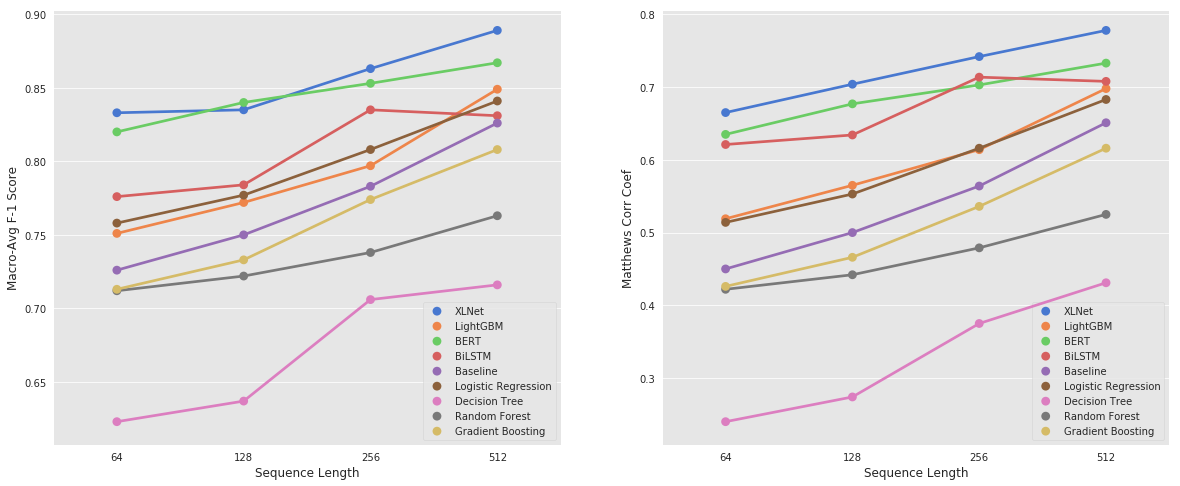 0.90
0.85
0.80
0.75
0.70
0.65
Macro-Avg F-1 Score
64
128
256
512
Sequence Length
XLNet
LightGBM
BERT
BiLSTM
Baseline
Logistic Regression
Decision Tree
Random Forest
Gradient Boosting
0.8
0.7
0.6
0.5
0.4
0.3
Matthews Corr Coef
64
128
256
512
Sequence Length
XLNet
LightGBM
BERT
BiLSTM
Baseline
Logistic Regression
Decision Tree
Random Forest
Gradient Boosting